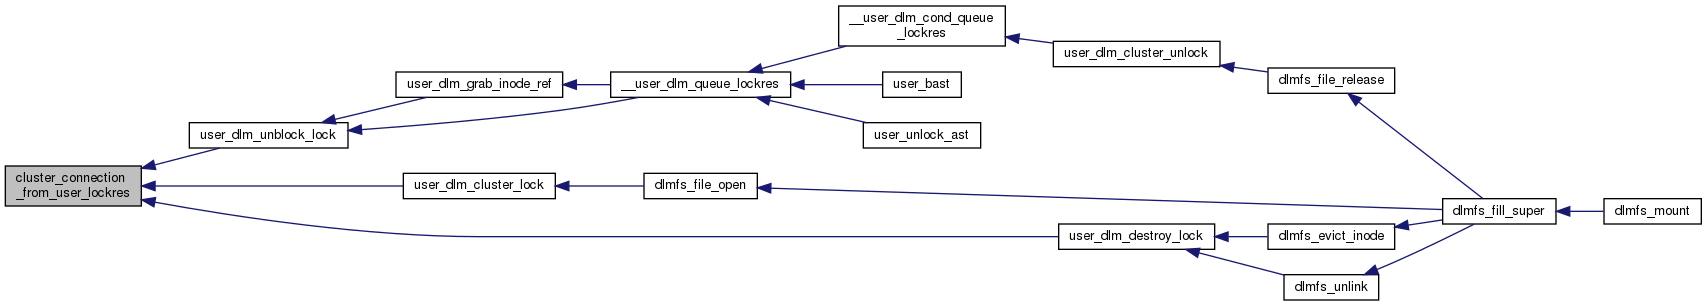 __user_dlm_cond_queue
_lockres
user_dlm_cluster_unlock
dlmfs_file_release
user_dlm_grab_inode_ref
__user_dlm_queue_lockres
user_bast
user_dlm_unblock_lock
user_unlock_ast
cluster_connection
_from_user_lockres
user_dlm_cluster_lock
dlmfs_file_open
dlmfs_fill_super
dlmfs_mount
user_dlm_destroy_lock
dlmfs_evict_inode
dlmfs_unlink